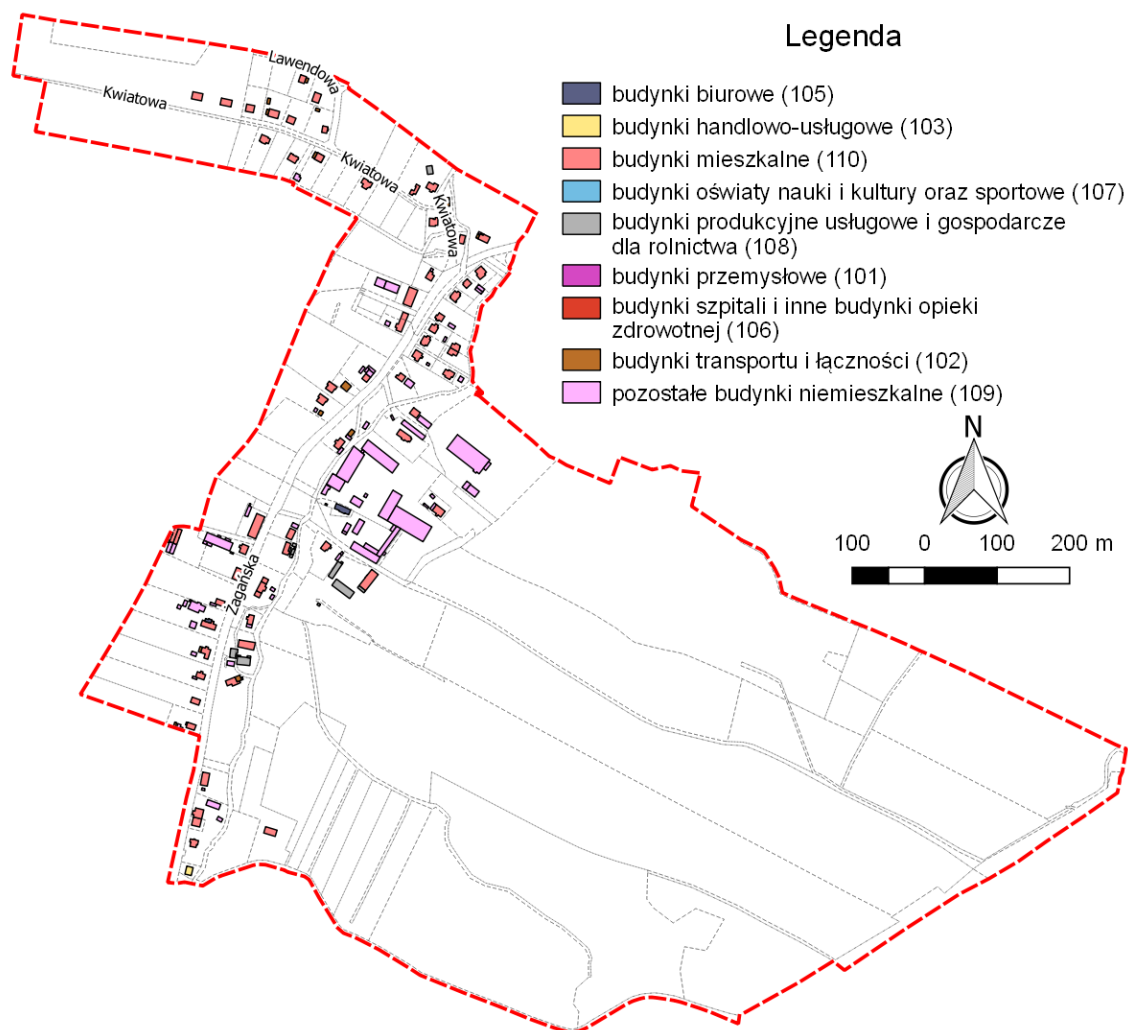 Legenda
budynki biurowe (105)
budynki handlowo-usługowe (103)
budynki mieszkalne (110)
budynki oświaty nauki i kultury oraz sportowe (107)
budynki produkcyjne usługowe i gospodarcze
dla rolnictwa (108)
budynki przemysłowe (101)
budynki szpitali i inne budynki opieki
zdrowotnej (106)
budynki transportu i łączności (102)
pozostałe budynki niemieszkalne (109)
N
100 0 100 200 m
Lawendowa
Kwiatowa
Kwiatowa
Kwiatowa
Żagańska